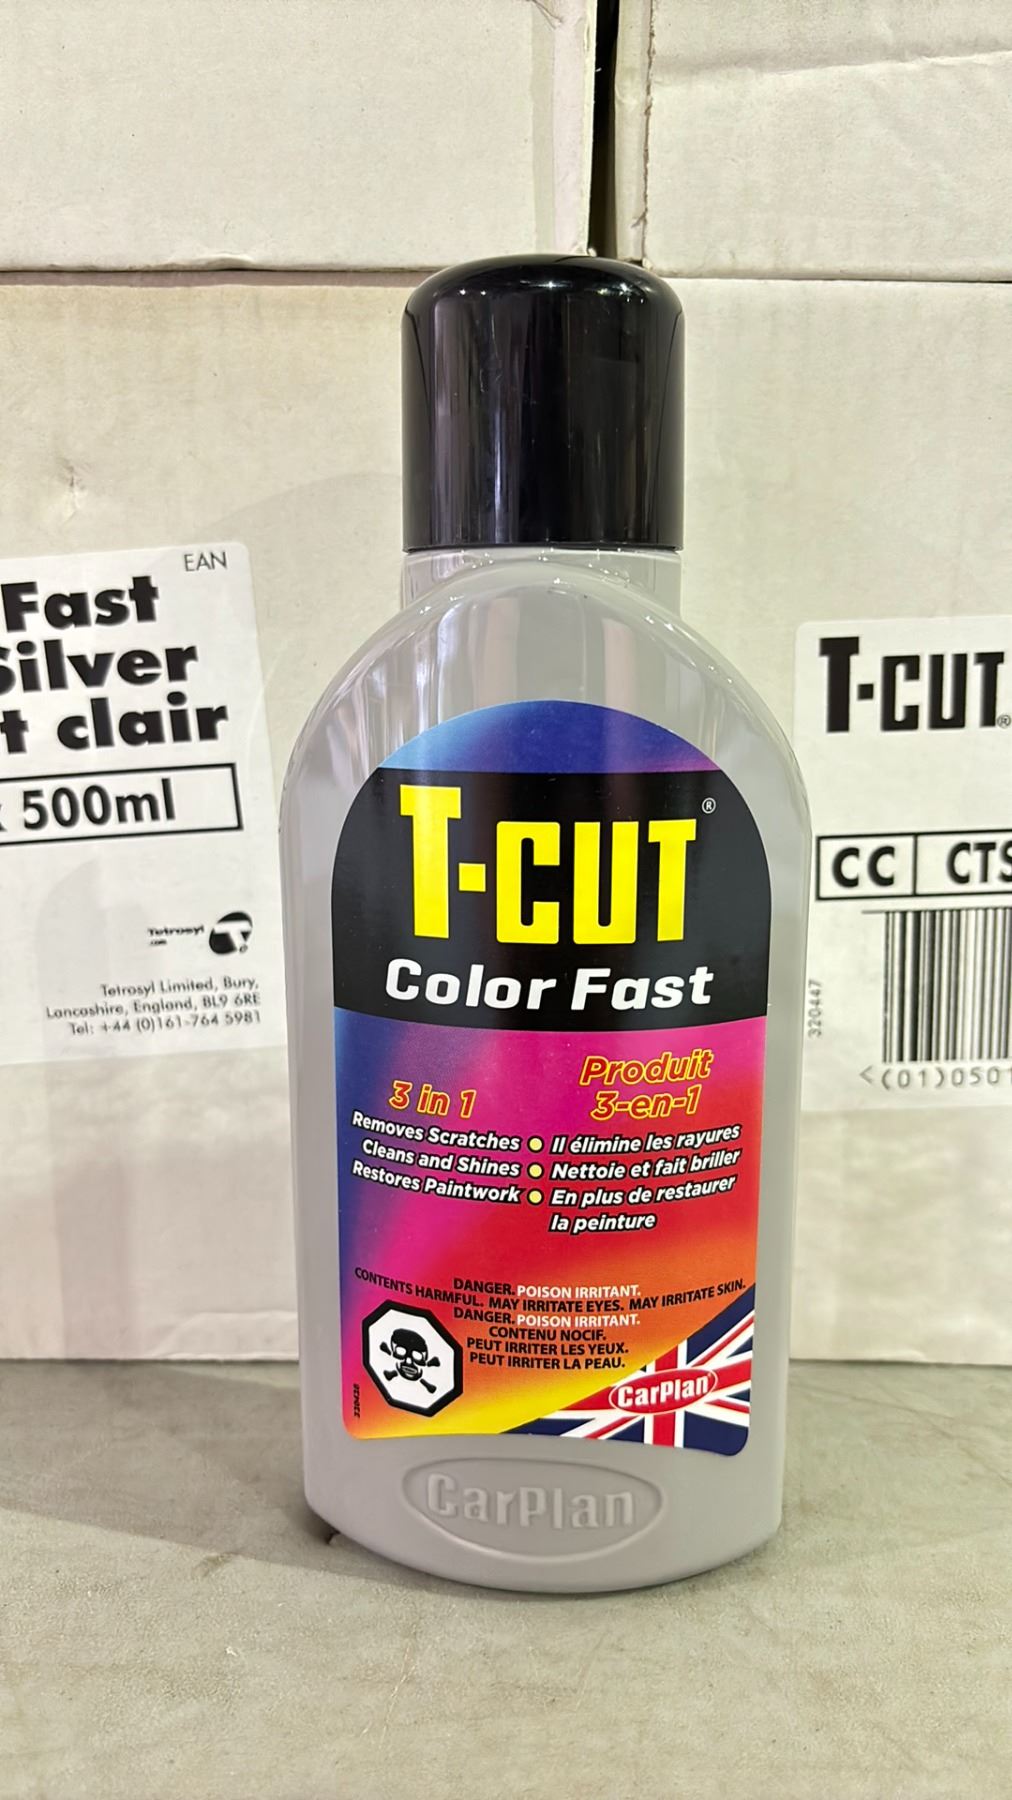 EAN
Fast
Silver
clair
500ml
Tetrosyl
.com
Tetrosyl Limited, Bury,
Lancashire, England, BL9 6RE
Tel: +44 (0)161-764 5981
T-CUT®
CC CTS
320447
<(01)0501
T-CUT®
Color Fast
3 in 1
Removes Scratches
Cleans and Shines
Restores Paintwork
Produit
3-en-1
Il élimine les rayures
Nettoie et fait briller
En plus de restaurer
la peinture
DANGER. POISON IRRITANT.
CONTENTS HARMFUL. MAY IRRITATE EYES. MAY IRRITATE SKIN.
DANGER. POISON IRRITANT.
CONTENU NOCIF.
PEUT IRRITER LES YEUX.
PEUT IRRITER LA PEAU.
CarPlan®
CarPlan